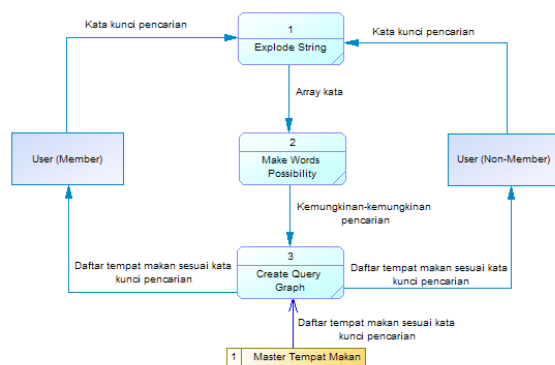 1
Explode String
Kata kunci pencarian
Kata kunci pencarian
Array kata
User (Member)
2
Make Words
Possibility
User (Non-Member)
Kemungkinan-kemungkinan
pencarian
3
Create Query
Graph
Daftar tempat makan sesuai kata
kunci pencarian
Daftar tempat makan sesuai kata
kunci pencarian
Daftar tempat makan sesuai kata
kunci pencarian
1 Master Tempat Makan